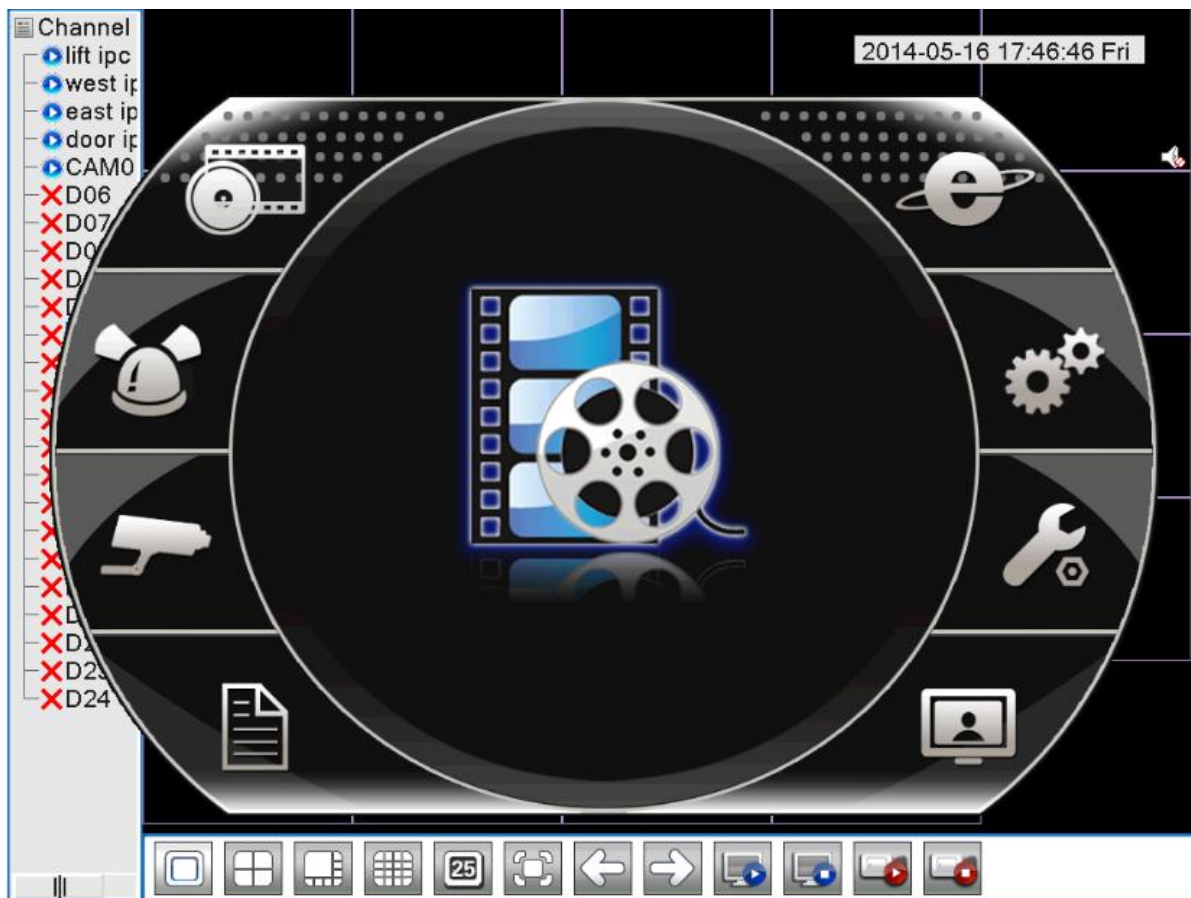 Channel
lift ipc
west ip
east ip
door ip
CAM0
D06
D07
D24
2014-05-16 17:46:46 Fri
25